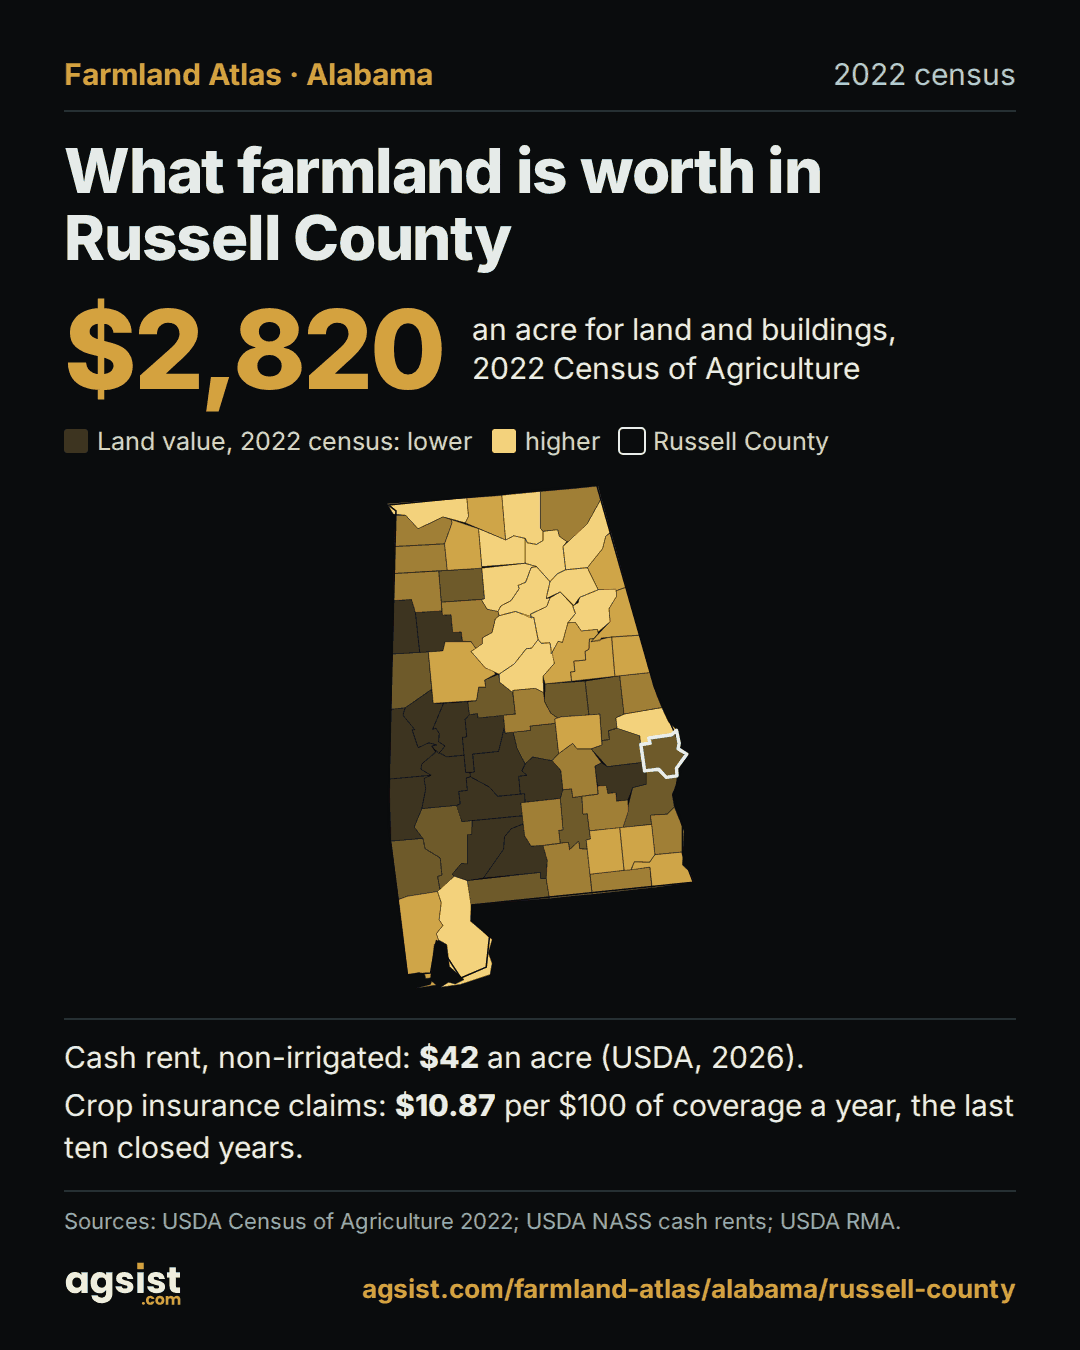 Farmland Atlas · Alabama
2022 census
What farmland is worth in
Russell County
$2,820
an acre for land and buildings,
2022 Census of Agriculture
Land value, 2022 census: lower
higher
Russell County
Cash rent, non-irrigated: $42 an acre (USDA, 2026).
Crop insurance claims: $10.87 per $100 of coverage a year, the last
ten closed years.
Sources: USDA Census of Agriculture 2022; USDA NASS cash rents; USDA RMA.
agsist
.com
agsist.com/farmland-atlas/alabama/russell-county